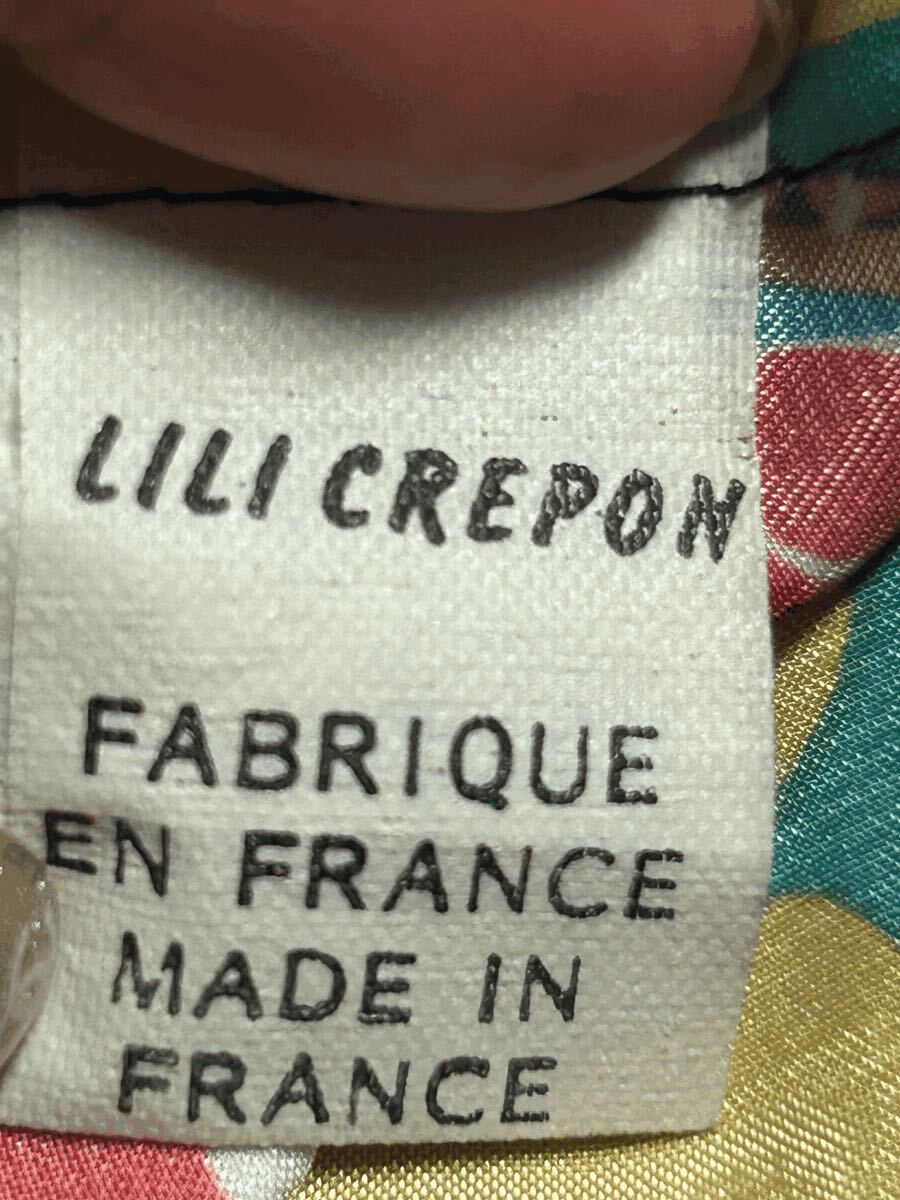 LILI CREPON
FABRIQUE
EN FRANCE
MADE IN
FRANCE